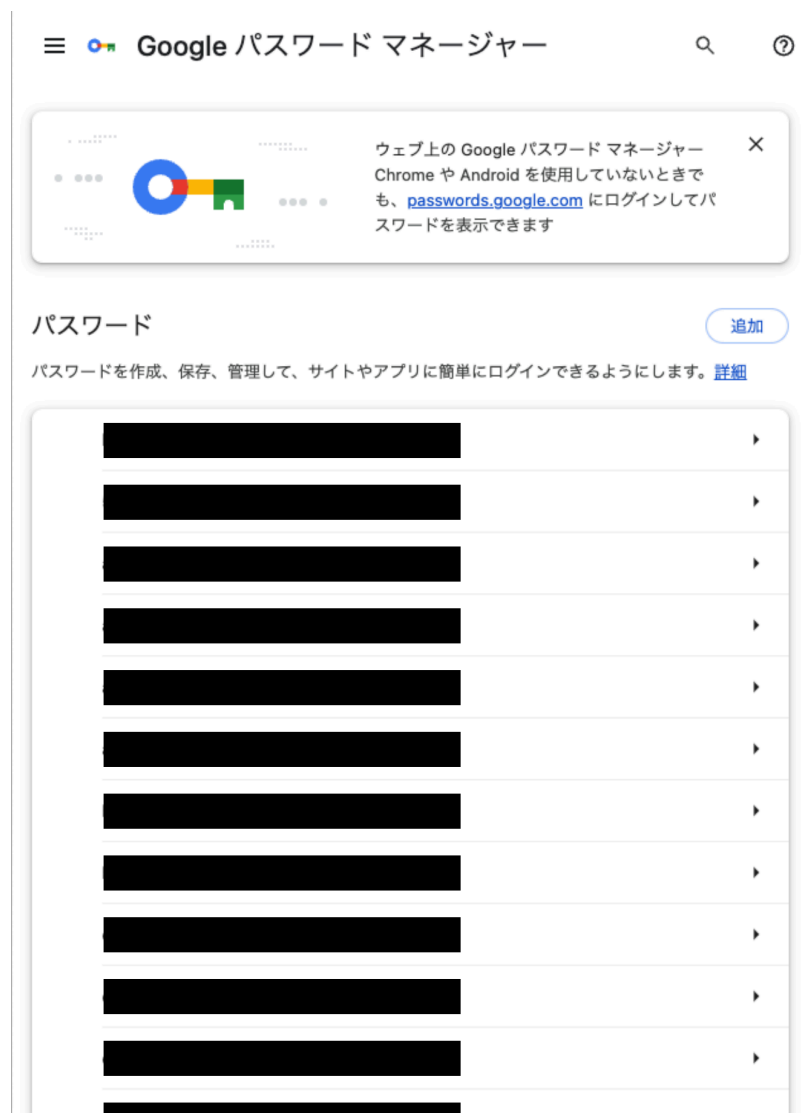 Google パスワード マネージャー
ウェブ上の Google パスワード マネージャー
Chrome や Android を使用していないときで
も、passwords.google.com にログインしてパ
スワードを表示できます
パスワード
追加
パスワードを作成、保存、管理して、サイトやアプリに簡単にログインできるようにします。詳細